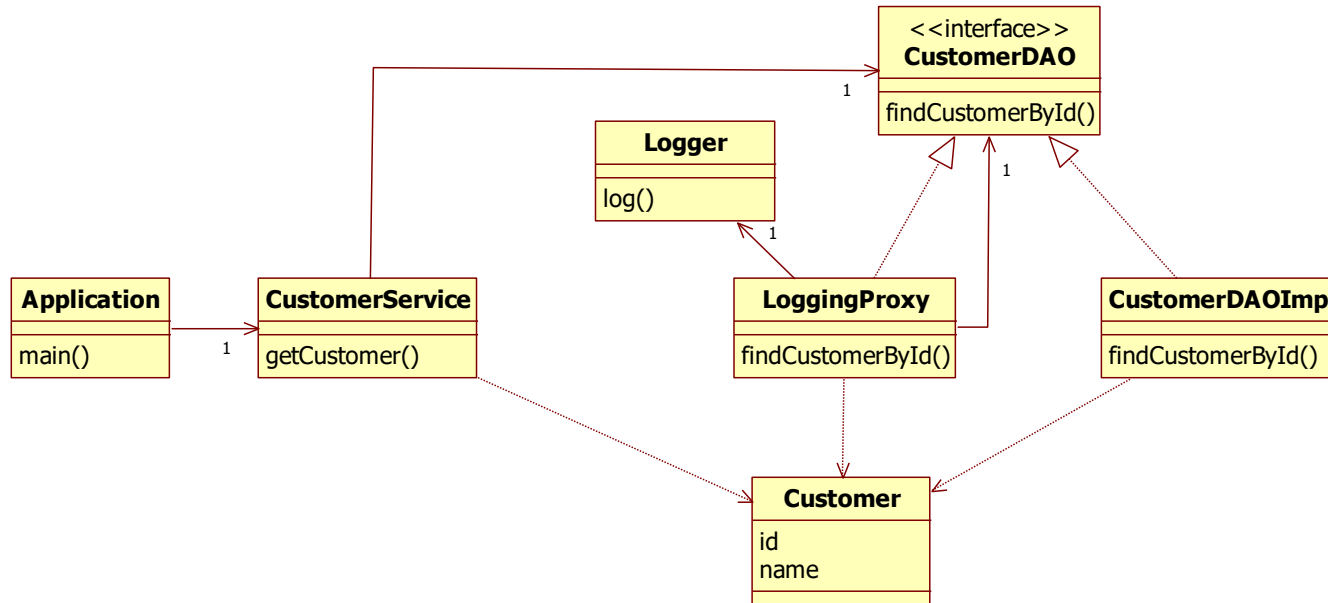 <<interface>>
CustomerDAO
findCustomerById()
1
Logger
log()
1
1
Application
main()
1
CustomerService
getCustomer()
LoggingProxy
findCustomerById()
CustomerDAOImp
findCustomerById()
Customer
id
name